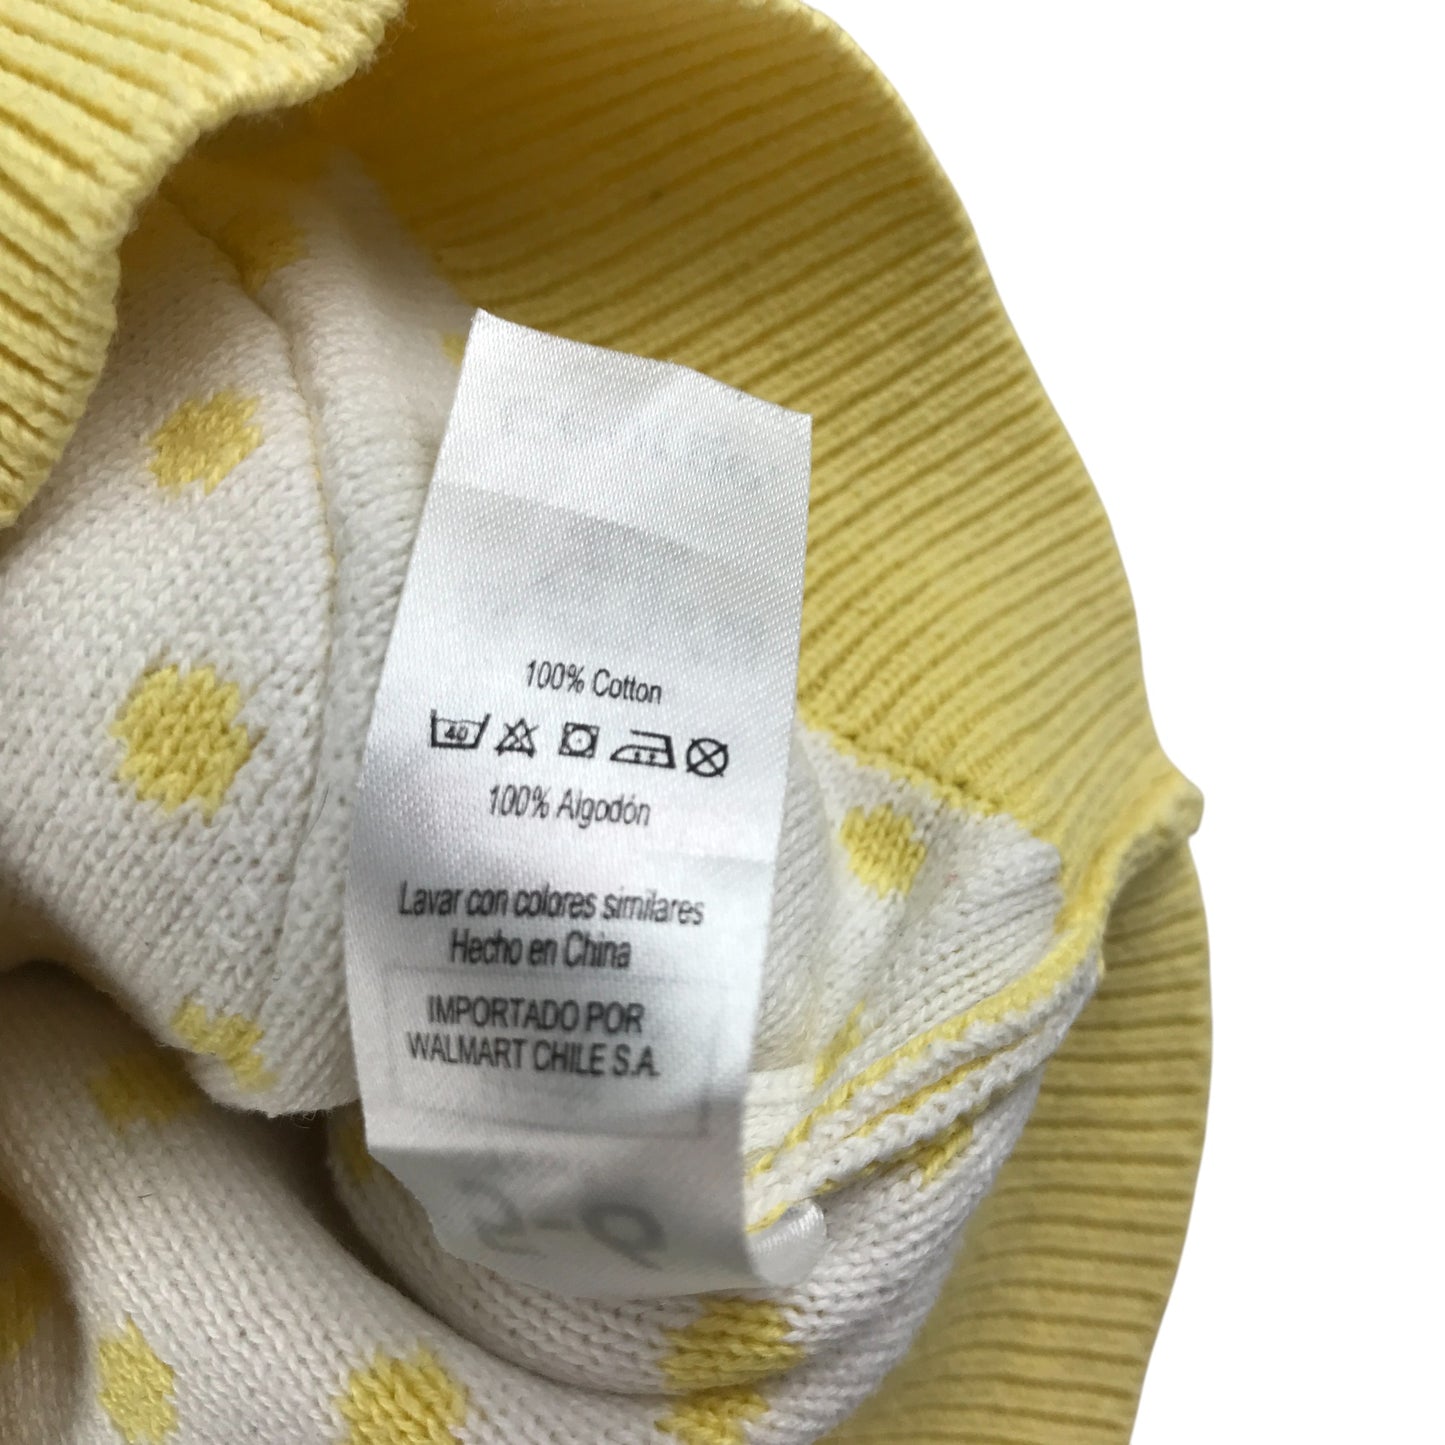 100% Cotton
40
100% Algodón
Lavar con colores similares
Hecho en China
IMPORTADO POR
WALMART CHILE S.A.